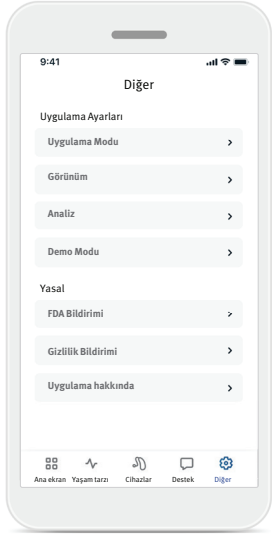 9:41
Diğer
Uygulama Ayarları
Uygulama Modu
Görünüm
Analiz
Demo Modu
Yasal
FDA Bildirimi
Gizlilik Bildirimi
Uygulama hakkında
Ana ekran Yaşam tarzı Cihazlar Destek Diğer